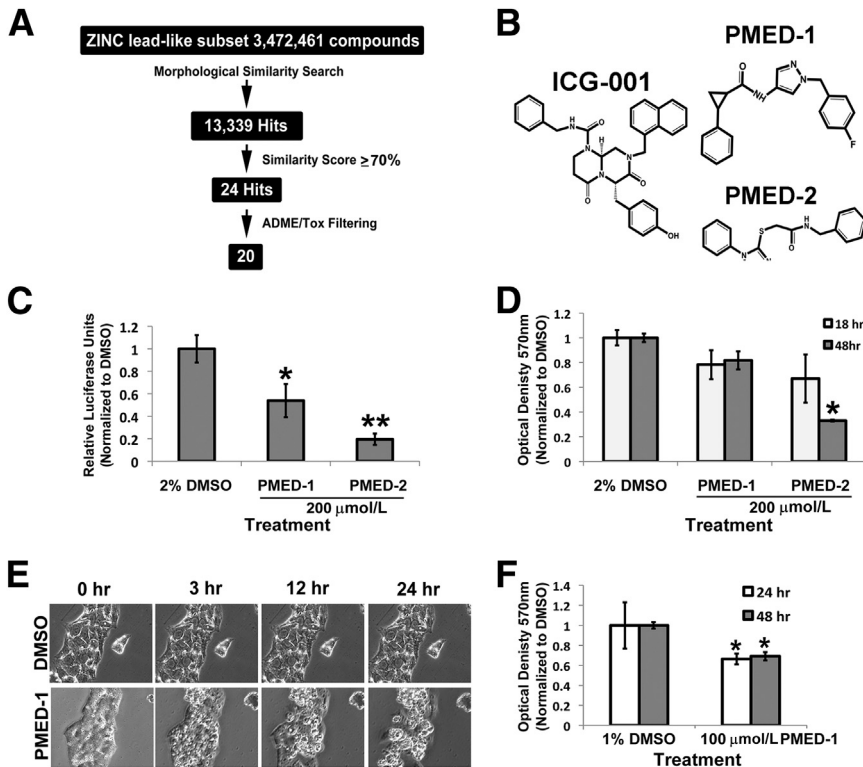 A
ZINC lead-like subset 3,472,461 compounds
Morphological Similarity Search
13,339 Hits
Similarity Score ≥70%
24 Hits
ADME/Tox Filtering
20
B
ICG-001
PMED-1
PMED-2
O
NH
N
H
N
O
N
N
O
OH
O
NH
N
N
F
S
O
H
N
N
C
Relative Luciferase Units
(Normalized to DMSO)
1.2
1
0.8
0.6
0.4
0.2
0
*
**
2% DMSO
PMED-1
PMED-2
200 μmol/L
Treatment
D
Optical Denisty 570nm
(Normalized to DMSO)
1.2
1
0.8
0.6
0.4
0.2
0
18 hr
48hr
*
2% DMSO
PMED-1
PMED-2
200 μmol/L
Treatment
E
0 hr
3 hr
12 hr
24 hr
DMSO
PMED-1
F
Optical Denisty 570nm
(Normalized to DMSO)
1.4
1.2
1
0.8
0.6
0.4
0.2
0
24 hr
48 hr
*
*
1% DMSO
100 μmol/L PMED-1
Treatment